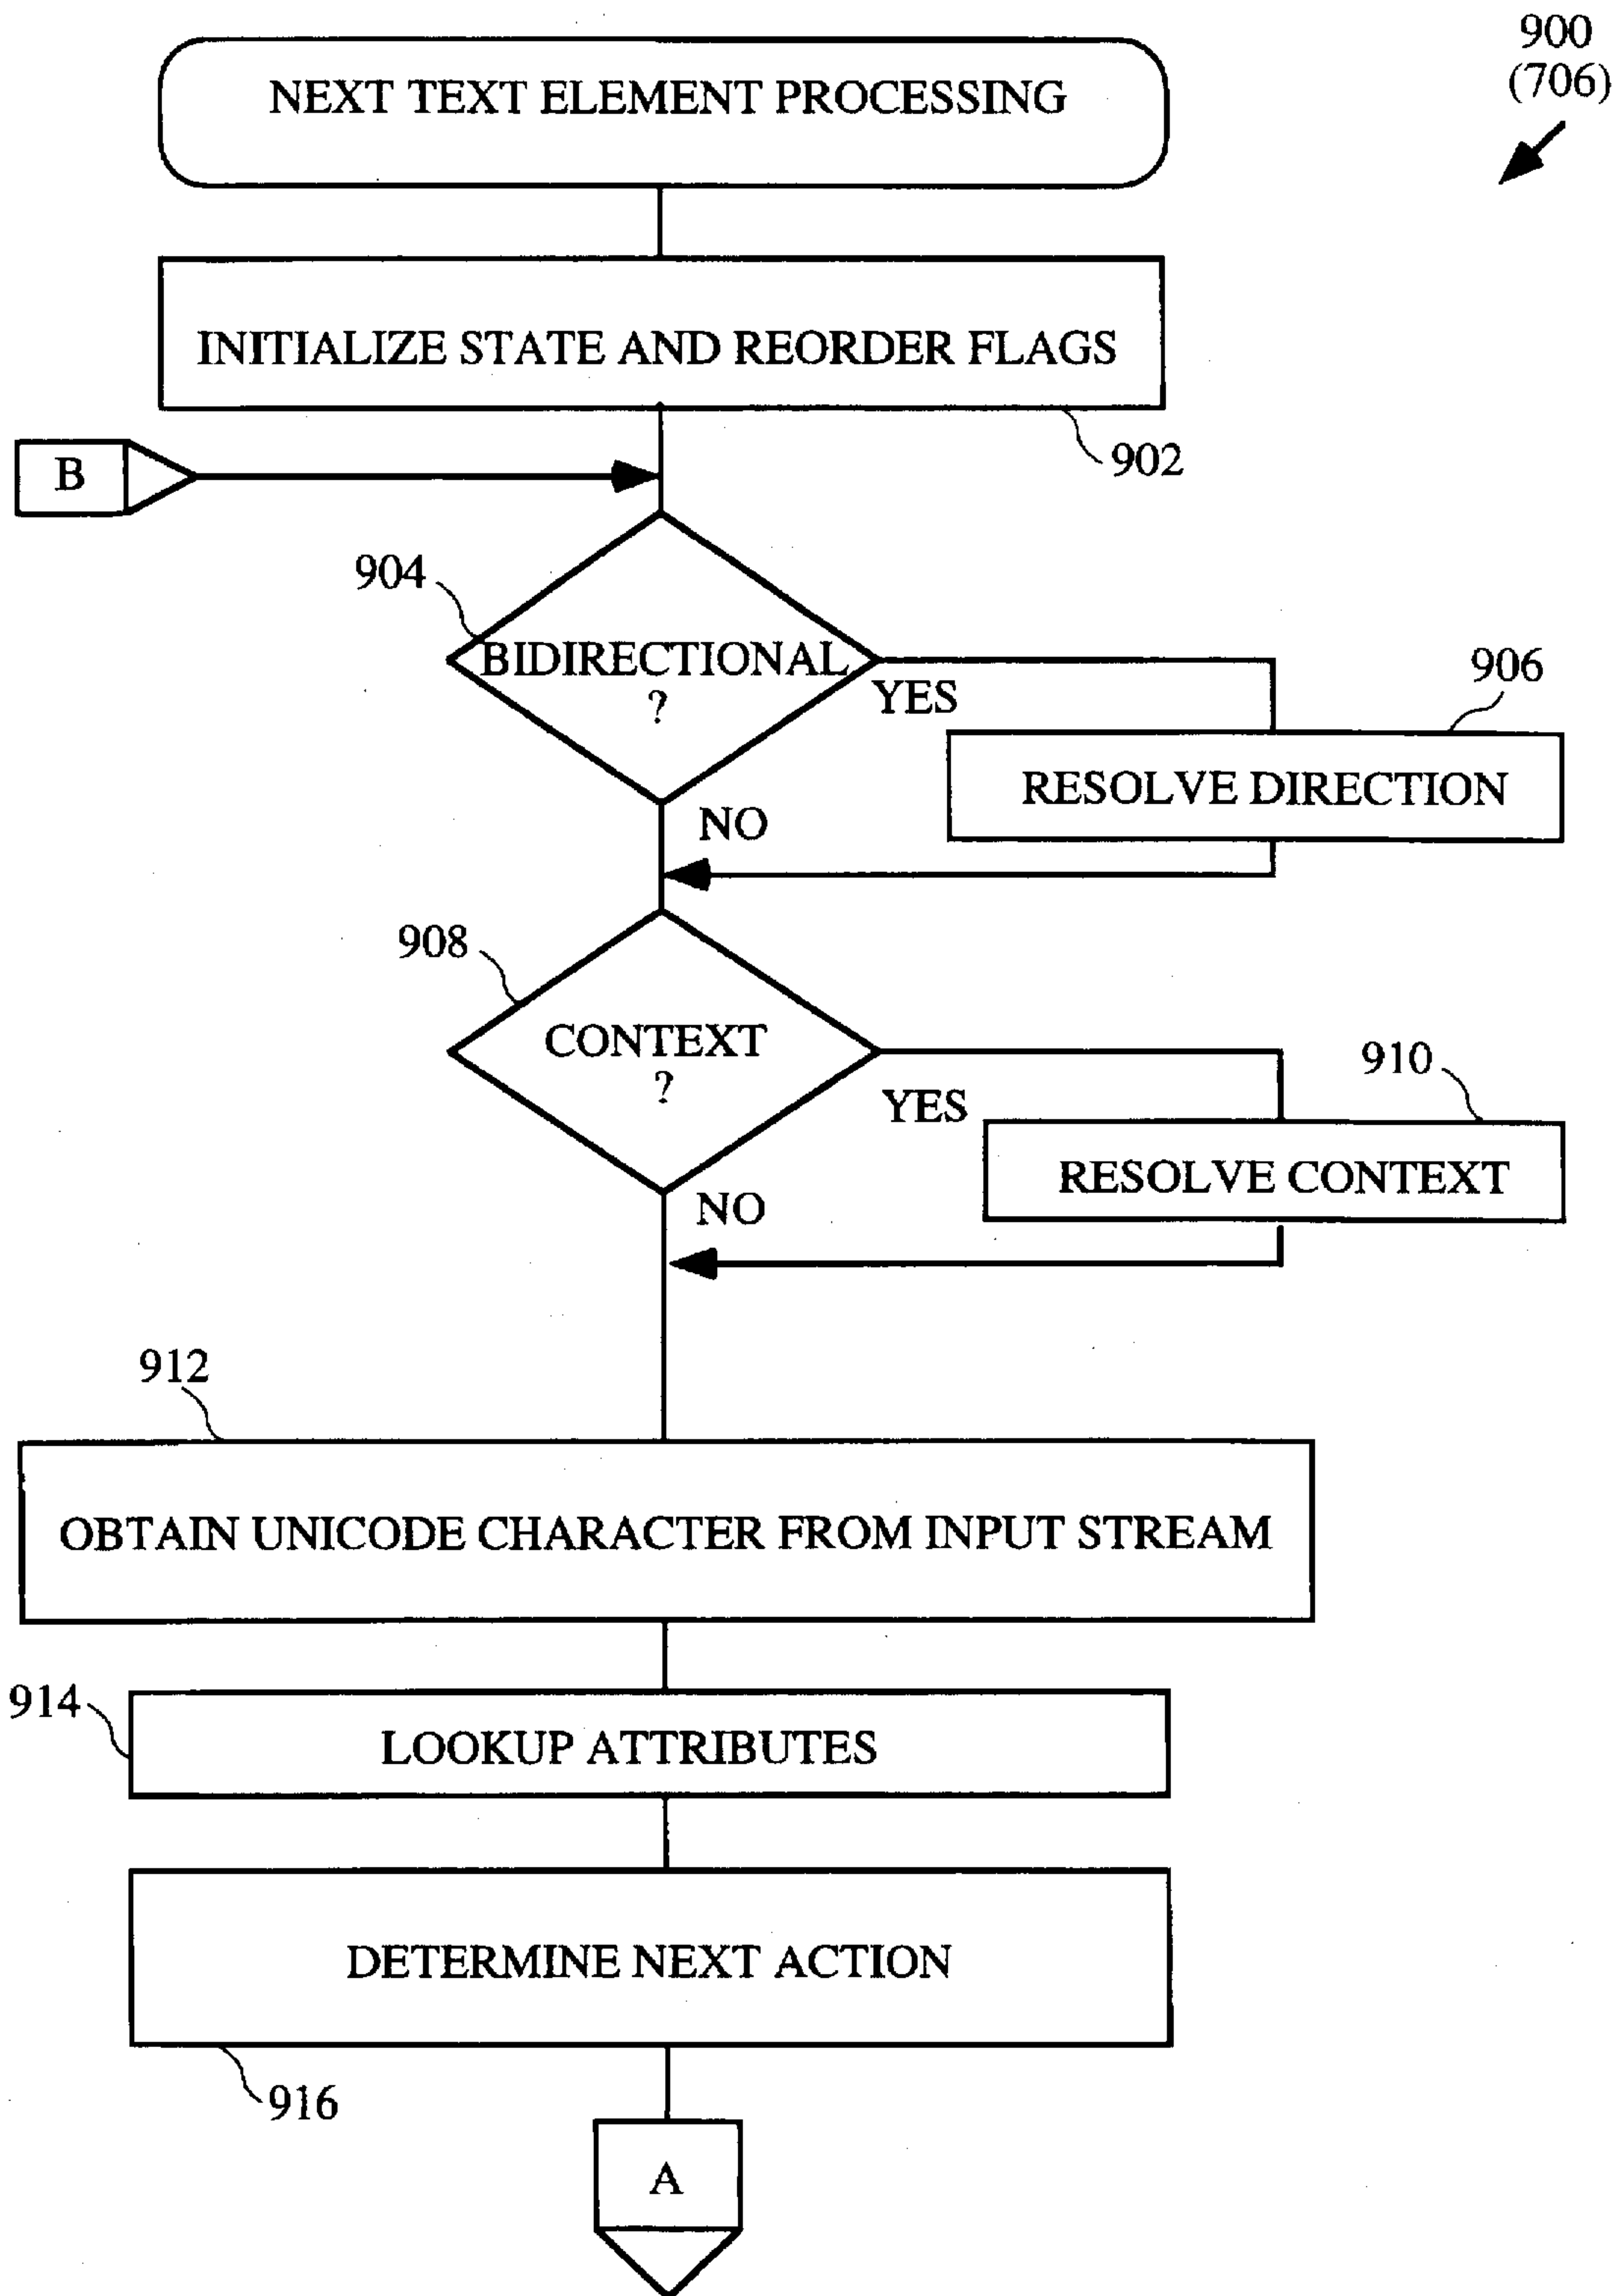 900
(706)
NEXT TEXT ELEMENT PROCESSING
INITIALIZE STATE AND REORDER FLAGS
902
B
904
BIDIRECTIONAL
?
YES
906
RESOLVE DIRECTION
NO
908
CONTEXT
?
YES
910
RESOLVE CONTEXT
NO
912
OBTAIN UNICODE CHARACTER FROM INPUT STREAM
914
LOOKUP ATTRIBUTES
DETERMINE NEXT ACTION
916
A